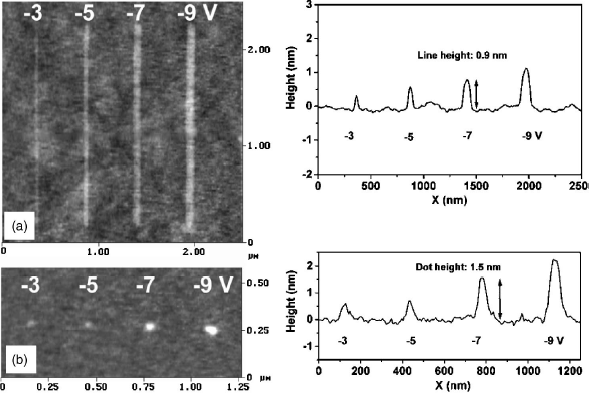 -3 -5 -7 -9 V
2.00
1.00
0
(a)
0 1.00 2.00
μM
3
2
1
0
-1
-2
Height (nm)
Line height: 0.9 nm
-3 -5 -7 -9 V
0 500 1000 1500 2000 250
X (nm)
-3 -5 -7 -9 V
0.50
0.25
0
(b)
0 0.25 0.50 0.75 1.00 1.25
μM
2
1
0
-1
Height (nm)
Dot height: 1.5 nm
-3 -5 -7 -9 V
0 200 400 600 800 1000 1200
X (nm)